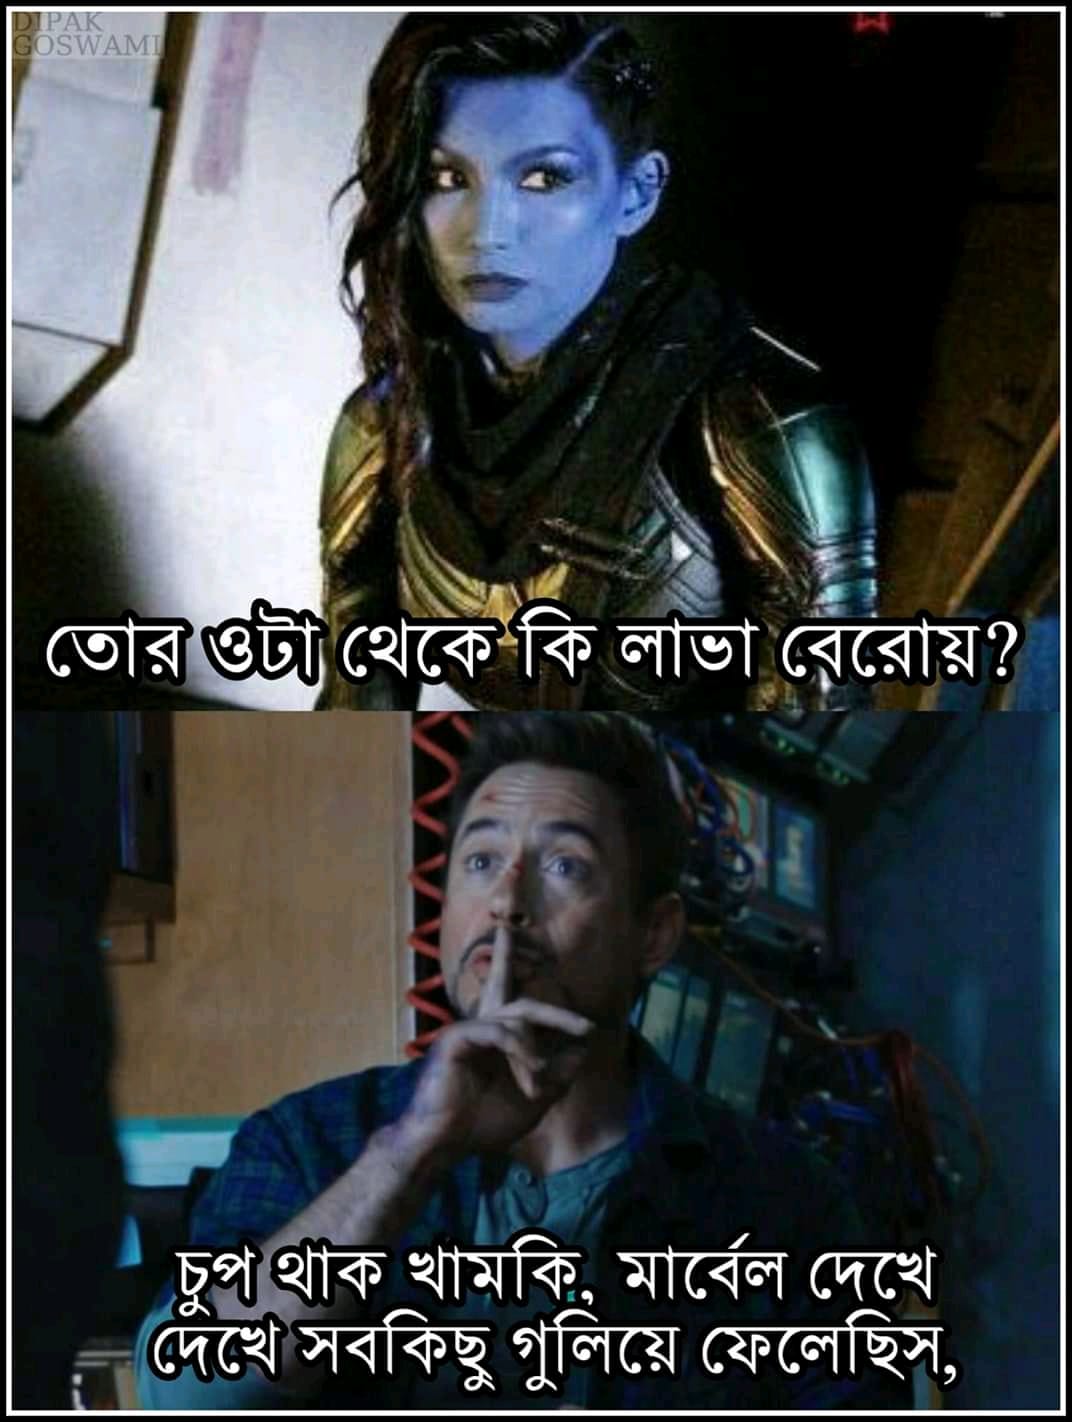 DIPAK
GOSWAMI
তোর ওটা থেকে কি লাভা বেরোয়?
চুপ থাক খামকি, মার্বেল দেখে
দেখে সবকিছু গুলিয়ে ফেলেছিস,